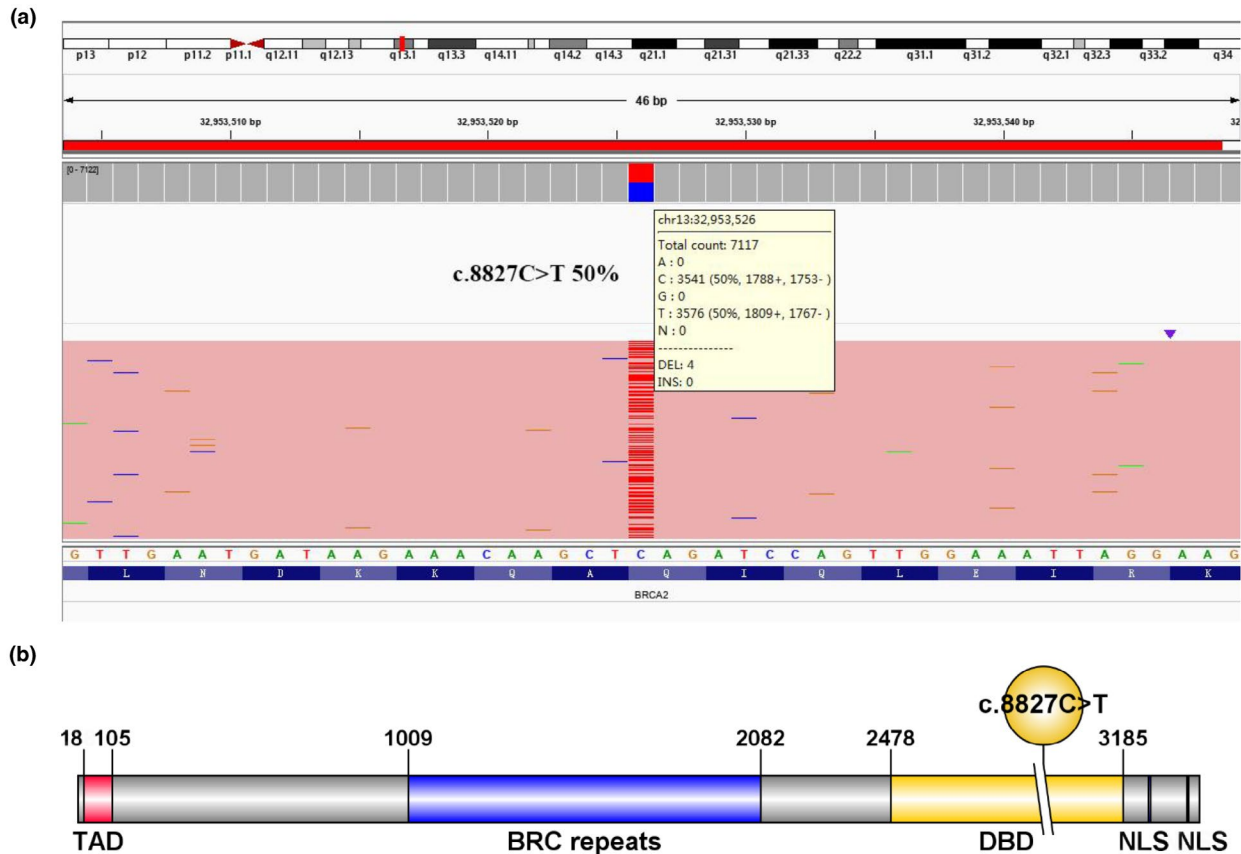 (a)
p13 p12 p11.2 p11.1 q12.11 q12.13 q13.1 q13.3 q14.11 q14.2 q14.3 q21.1 q21.31 q21.33 q22.2 q31.1 q31.2 q32.1 q32.3 q33.2 q34
46 bp
32,953,510 bp 32,953,520 bp 32,953,530 bp 32,953,540 bp 32
[0 - 7122]
chr13:32,953,526
Total count: 7117
A : 0
C : 3541 (50%, 1788+, 1753- )
G : 0
T : 3576 (50%, 1809+, 1767- )
N : 0
---------------
DEL: 4
INS: 0
c.8827C>T 50%
G T T G A A T G A T A A G A A A C A A G C T C A G A T C C A G T T G G A A A T T A G G A A G
L N D K K Q A Q I Q L E I R K
BRCA2
(b)
c.8827C>T
18 105 1009 2082 2478 3185
TAD BRC repeats DBD NLS NLS